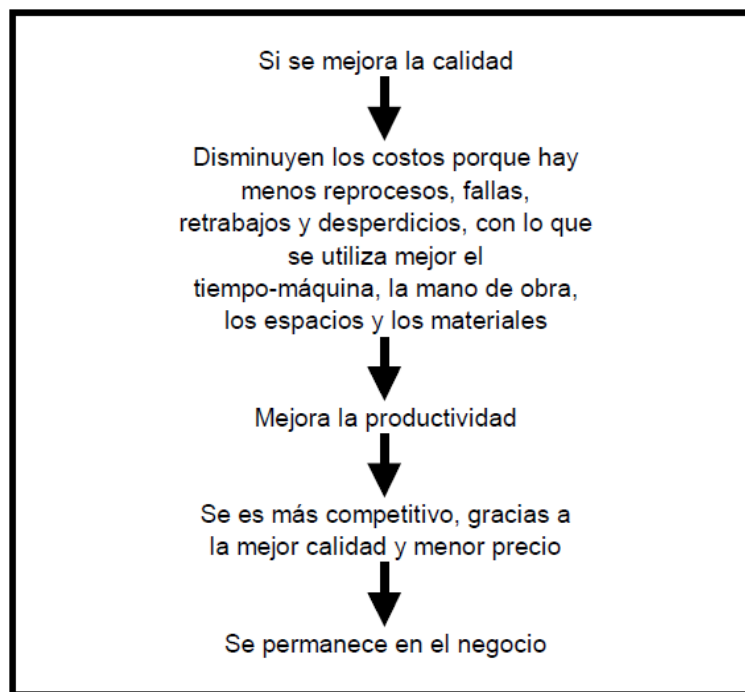 Si se mejora la calidad
Disminuyen los costos porque hay
menos reprocesos, fallas,
retrabajos y desperdicios, con lo que
se utiliza mejor el
tiempo-máquina, la mano de obra,
los espacios y los materiales
Mejora la productividad
Se es más competitivo, gracias a
la mejor calidad y menor precio
Se permanece en el negocio